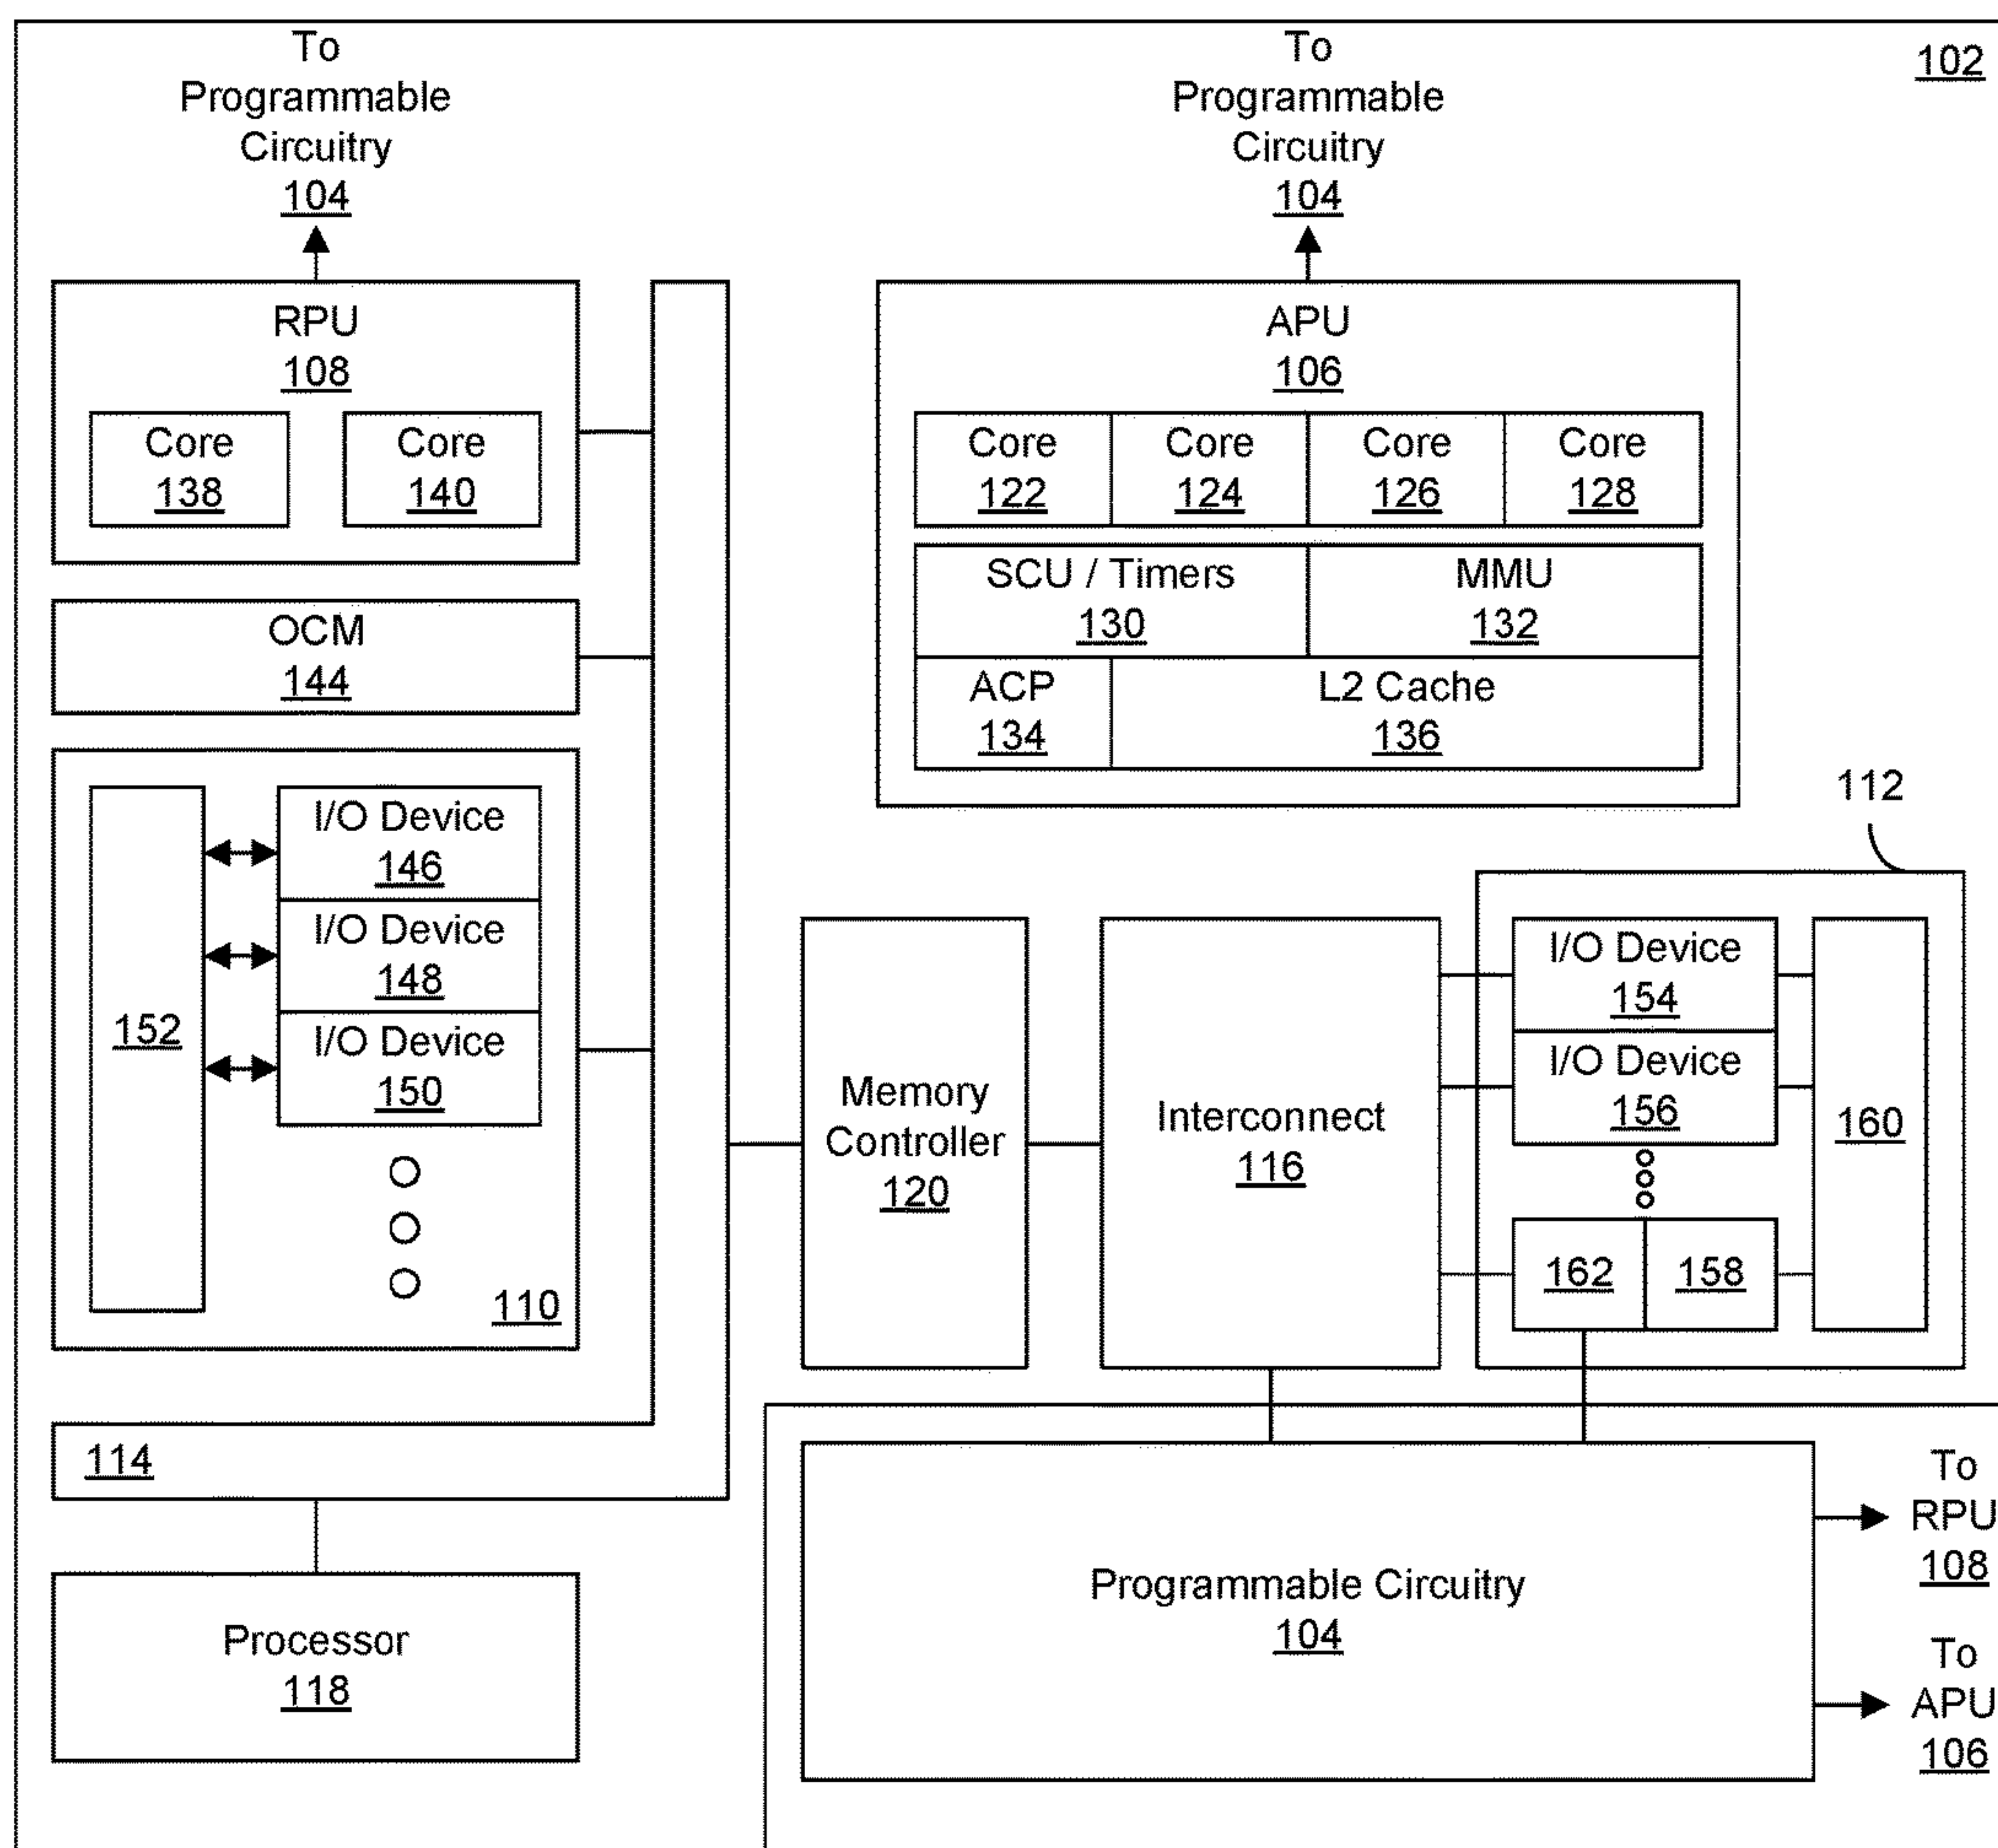 102
To
Programmable
Circuitry
104
To
Programmable
Circuitry
104
RPU
108
Core
138
Core
140
APU
106
Core
122
Core
124
Core
126
Core
128
SCU / Timers
130
MMU
132
ACP
134
L2 Cache
136
OCM
144
152
I/O Device
146
I/O Device
148
I/O Device
150
110
112
Memory
Controller
120
Interconnect
116
I/O Device
154
I/O Device
156
160
162
158
114
Processor
118
Programmable Circuitry
104
To
RPU
108
To
APU
106